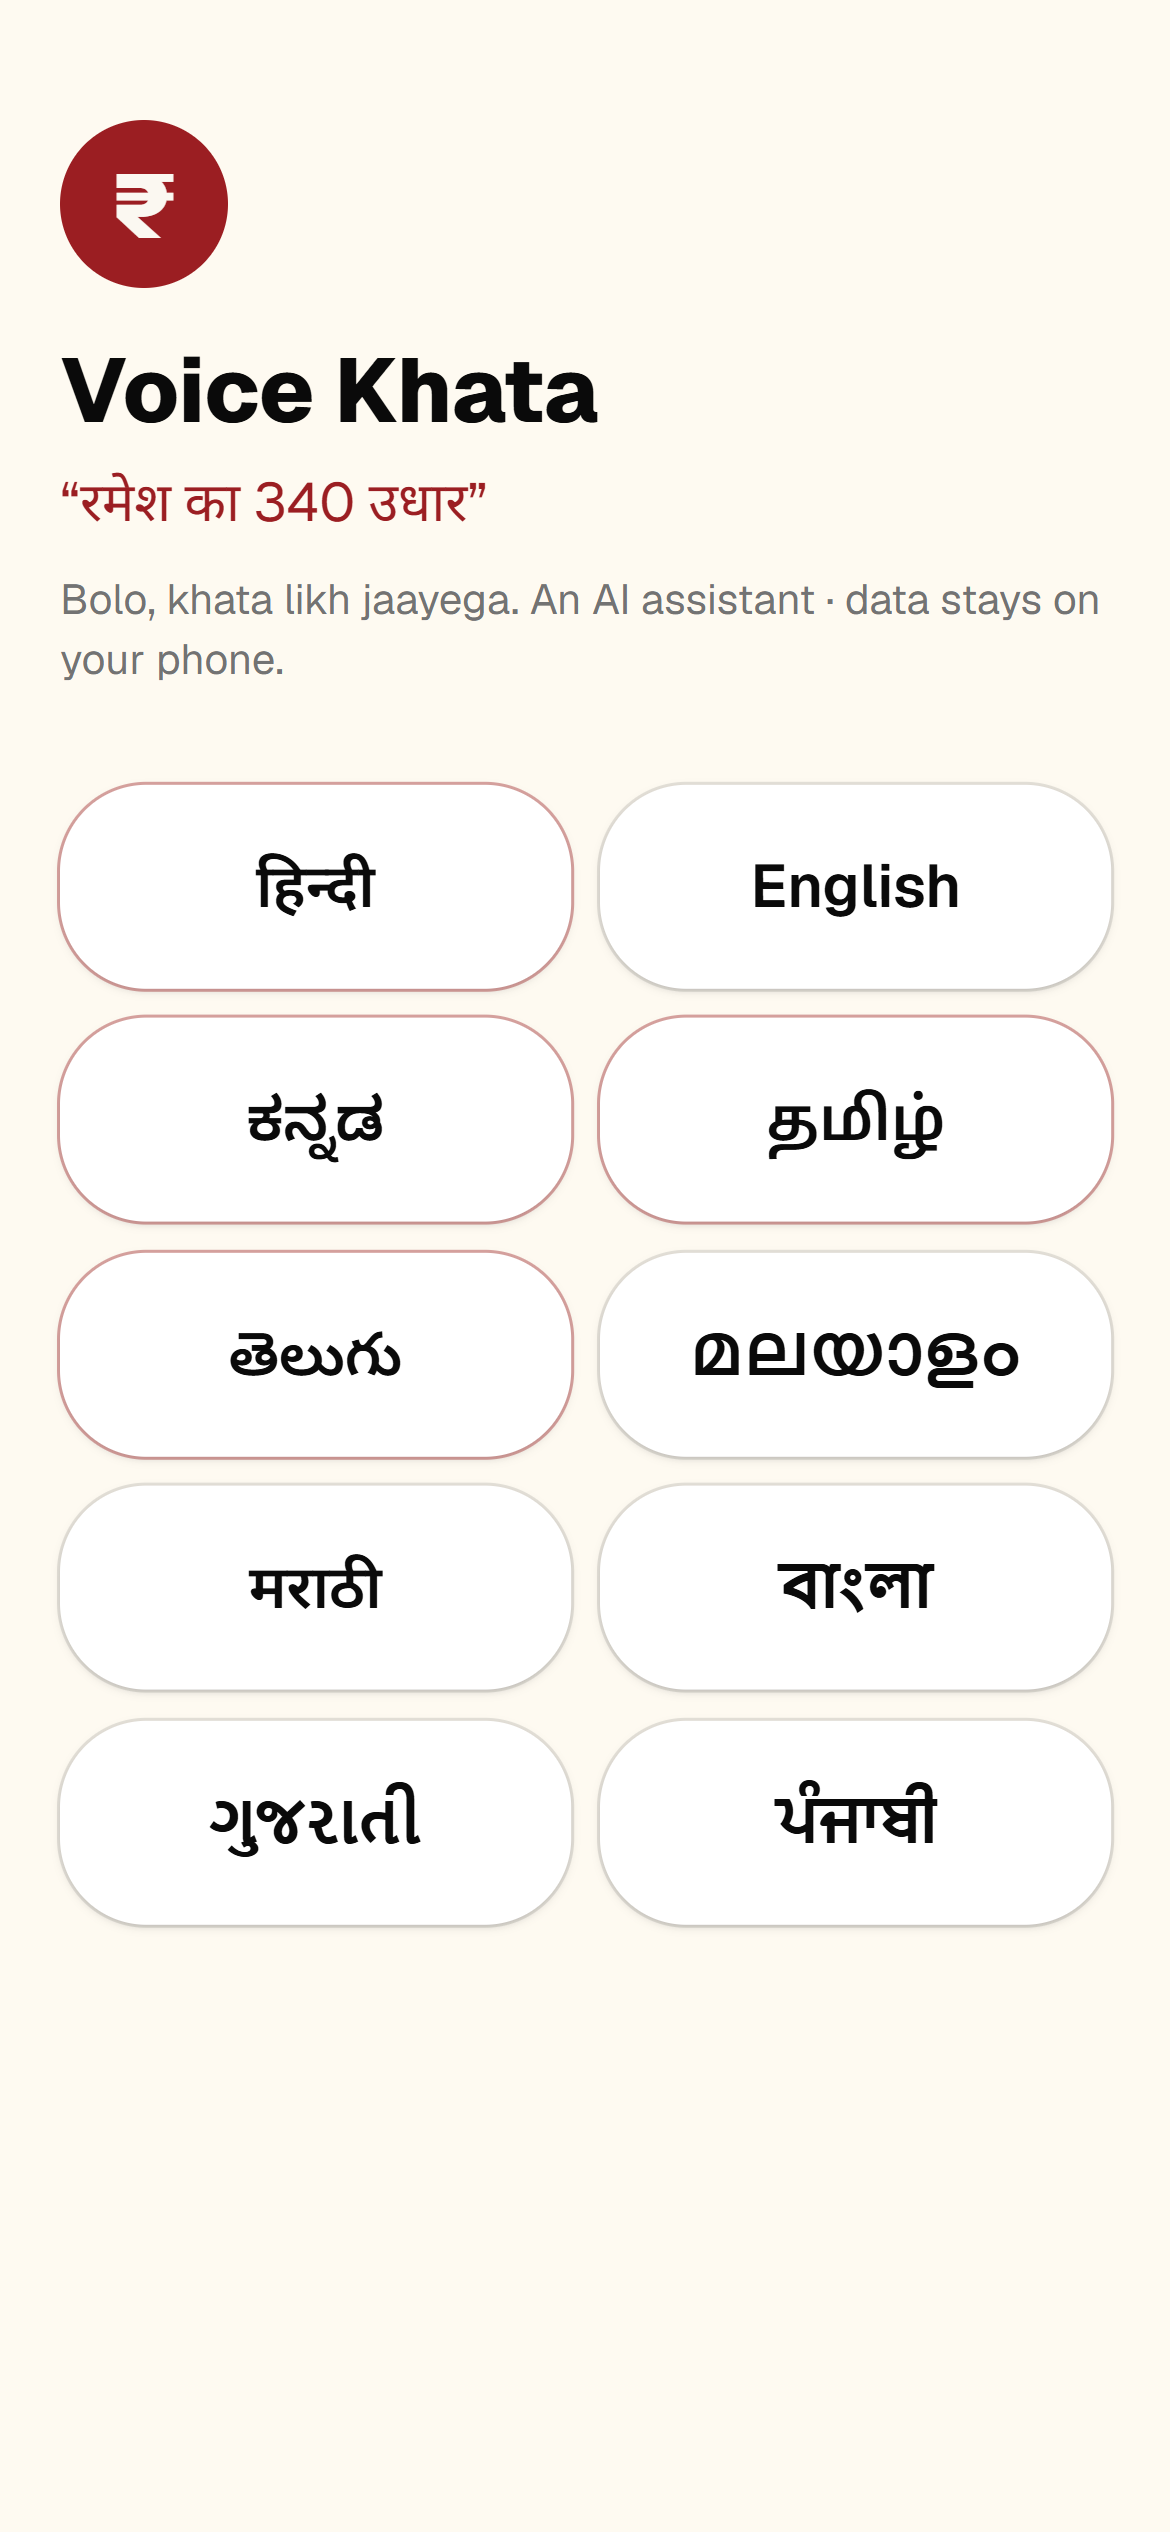 ₹
Voice Khata
“रमेश का 340 उधार”
Bolo, khata likh jaayega. An AI assistant · data stays on
your phone.
हिन्दी
English
ಕನ್ನಡ
தமிழ்
తెలుగు
മലയാളം
मराठी
বাংলা
ગુજરાતી
ਪੰਜਾਬੀ